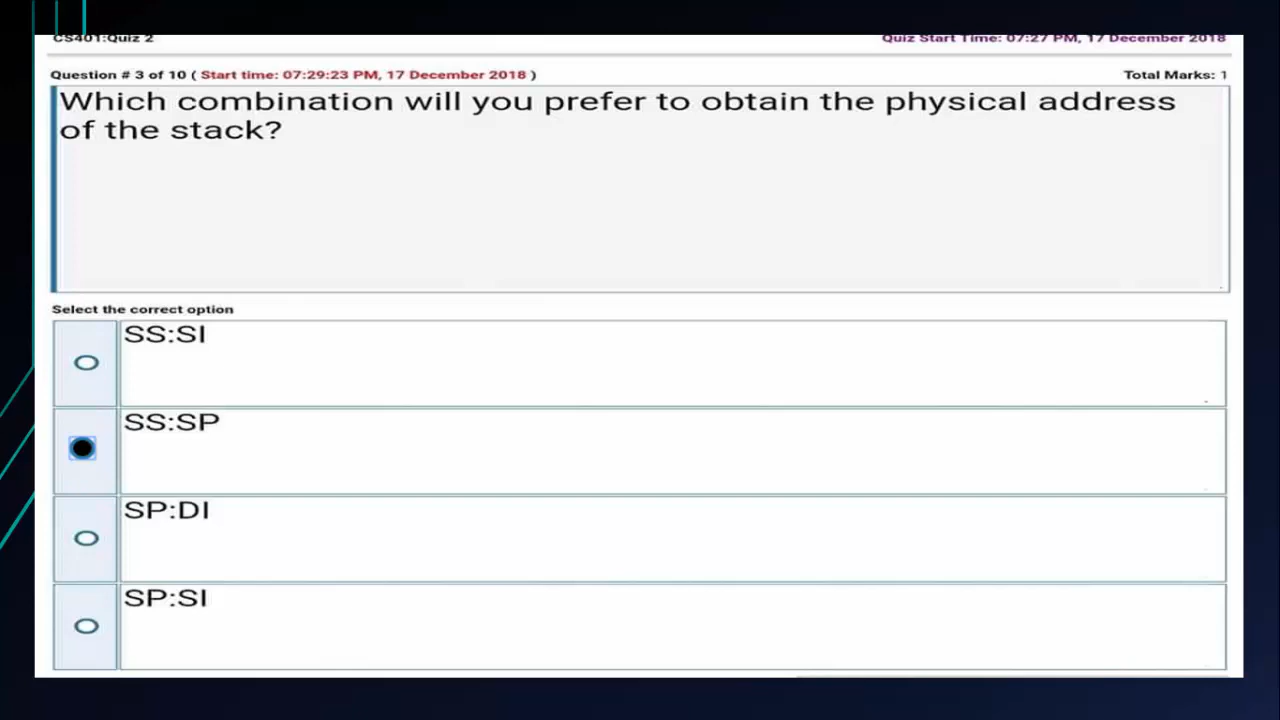 CS401:Quiz 2
Quiz Start Time: 07:27 PM, 17 December 2018
Question # 3 of 10 ( Start time: 07:29:23 PM, 17 December 2018 )
Total Marks: 1
Which combination will you prefer to obtain the physical address
of the stack?
Select the correct option
SS:SI
SS:SP
SP:DI
SP:SI